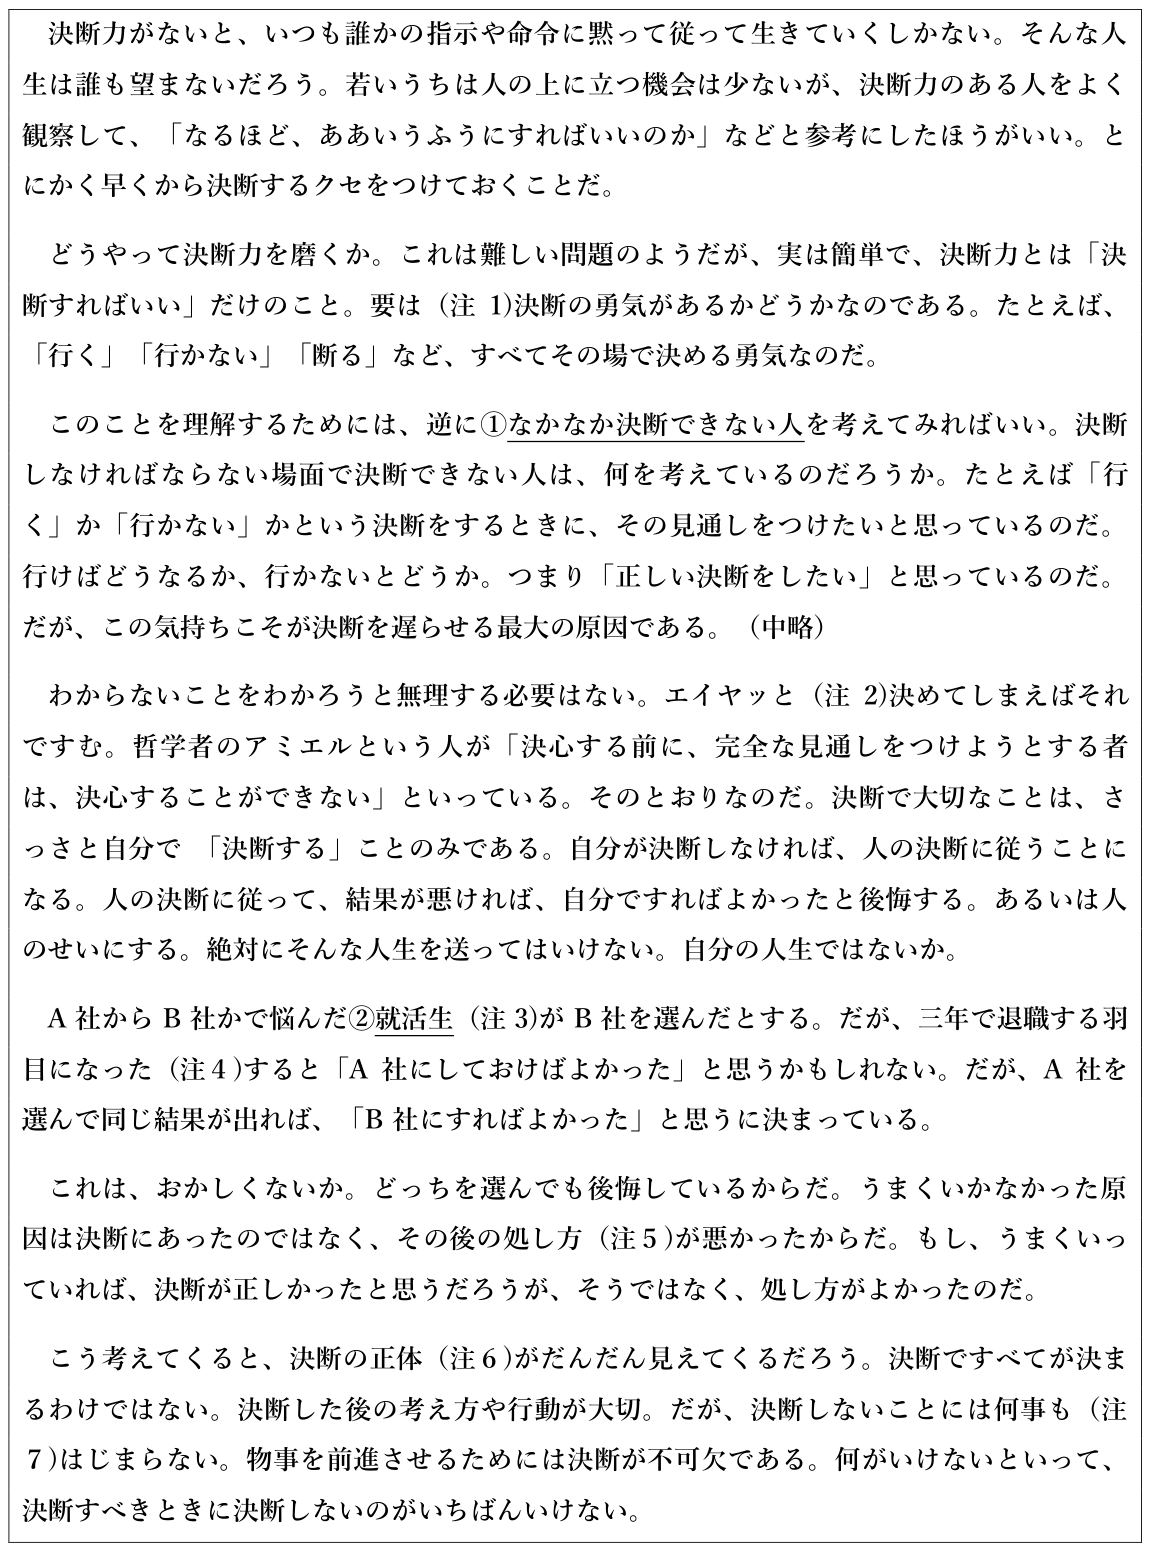 決断力がないと、いつも誰かの指示や命令に黙って従って生きていくしかない。そんな人
生は誰も望まないだろう。若いうちは人の上に立つ機会は少ないが、決断力のある人をよく
観察して、「なるほど、ああいうふうにすればいいのか」などと参考にしたほうがいい。と
にかく早くから決断するクセをつけておくことだ。
どうやって決断力を磨くか。これは難しい問題のようだが、実は簡単で、決断力とは「決
断すればいい」だけのこと。要は（注 1)決断の勇気があるかどうかなのである。たとえば、
「行く」「行かない」「断る」など、すべてその場で決める勇気なのだ。
このことを理解するためには、逆に①なかなか決断できない人を考えてみればいい。決断
しなければならない場面で決断できない人は、何を考えているのだろうか。たとえば「行
く」か「行かない」かという決断をするときに、その見通しをつけたいと思っているのだ。
行けばどうなるか、行かないとどうか。つまり「正しい決断をしたい」と思っているのだ。
だが、この気持ちこそが決断を遅らせる最大の原因である。（中略）
わからないことをわかろうと無理する必要はない。エイヤッと（注 2)決めてしまえばそれ
ですむ。哲学者のアミエルという人が「決心する前に、完全な見通しをつけようとする者
は、決心することができない」といっている。そのとおりなのだ。決断で大切なことは、さ
っさと自分で 「決断する」ことのみである。自分が決断しなければ、人の決断に従うことに
なる。人の決断に従って、結果が悪ければ、自分ですればよかったと後悔する。あるいは人
のせいにする。絶対にそんな人生を送ってはいけない。自分の人生ではないか。
A 社から B 社かで悩んだ②就活生（注 3)が B 社を選んだとする。だが、三年で退職する羽
目になった（注４)すると「A 社にしておけばよかった」と思うかもしれない。だが、A 社を
選んで同じ結果が出れば、「B 社にすればよかった」と思うに決まっている。
これは、おかしくないか。どっちを選んでも後悔しているからだ。うまくいかなかった原
因は決断にあったのではなく、その後の処し方（注５)が悪かったからだ。もし、うまくいっ
ていれば、決断が正しかったと思うだろうが、そうではなく、処し方がよかったのだ。
こう考えてくると、決断の正体（注６)がだんだん見えてくるだろう。決断ですべてが決ま
るわけではない。決断した後の考え方や行動が大切。だが、決断しないことには何事も（注
７)はじまらない。物事を前進させるためには決断が不可欠である。何がいけないといって、
決断すべきときに決断しないのがいちばんいけない。